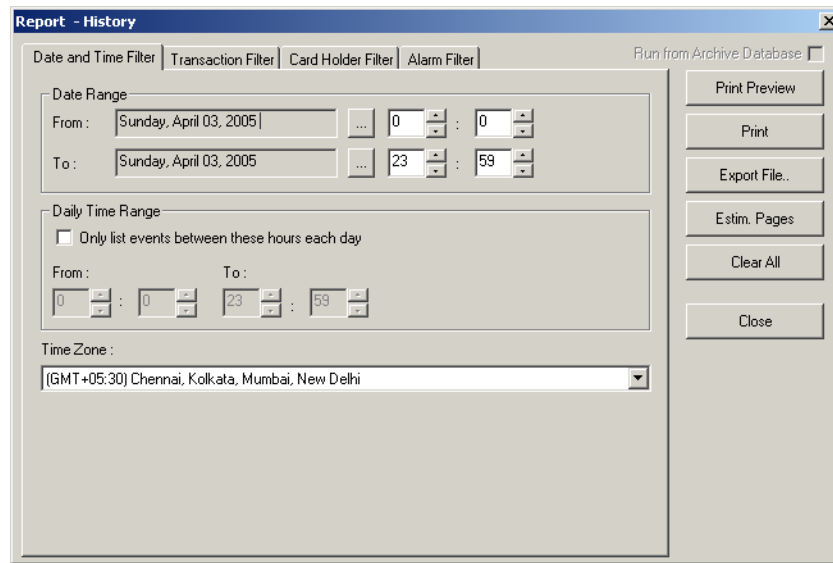 Report - History
Date and Time Filter Transaction Filter Card Holder Filter Alarm Filter Run from Archive Database
Date Range
From : Sunday, April 03, 2005 ... 0 : 0
To : Sunday, April 03, 2005 ... 23 : 59
Daily Time Range
Only list events between these hours each day
From : To :
0 : 0 23 : 59
Time Zone :
(GMT+05:30) Chennai, Kolkata, Mumbai, New Delhi
Print Preview
Print
Export File..
Estim. Pages
Clear All
Close